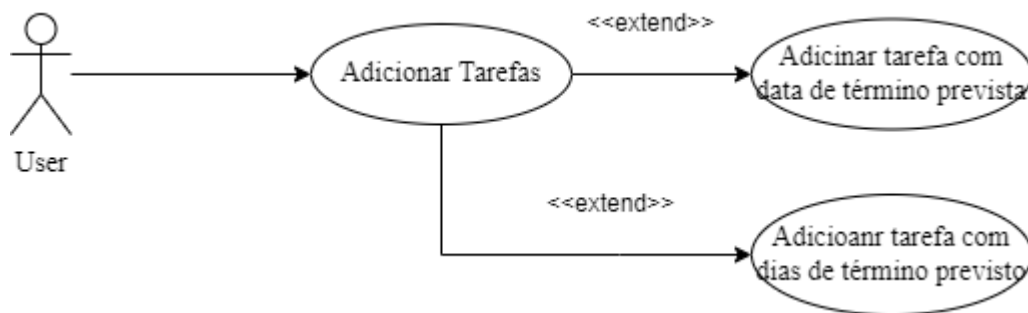 <<extend>>
Adicinar tarefa com
data de término prevista
Adicionar Tarefas
User
<<extend>>
Adicioanr tarefa com
dias de término previsto